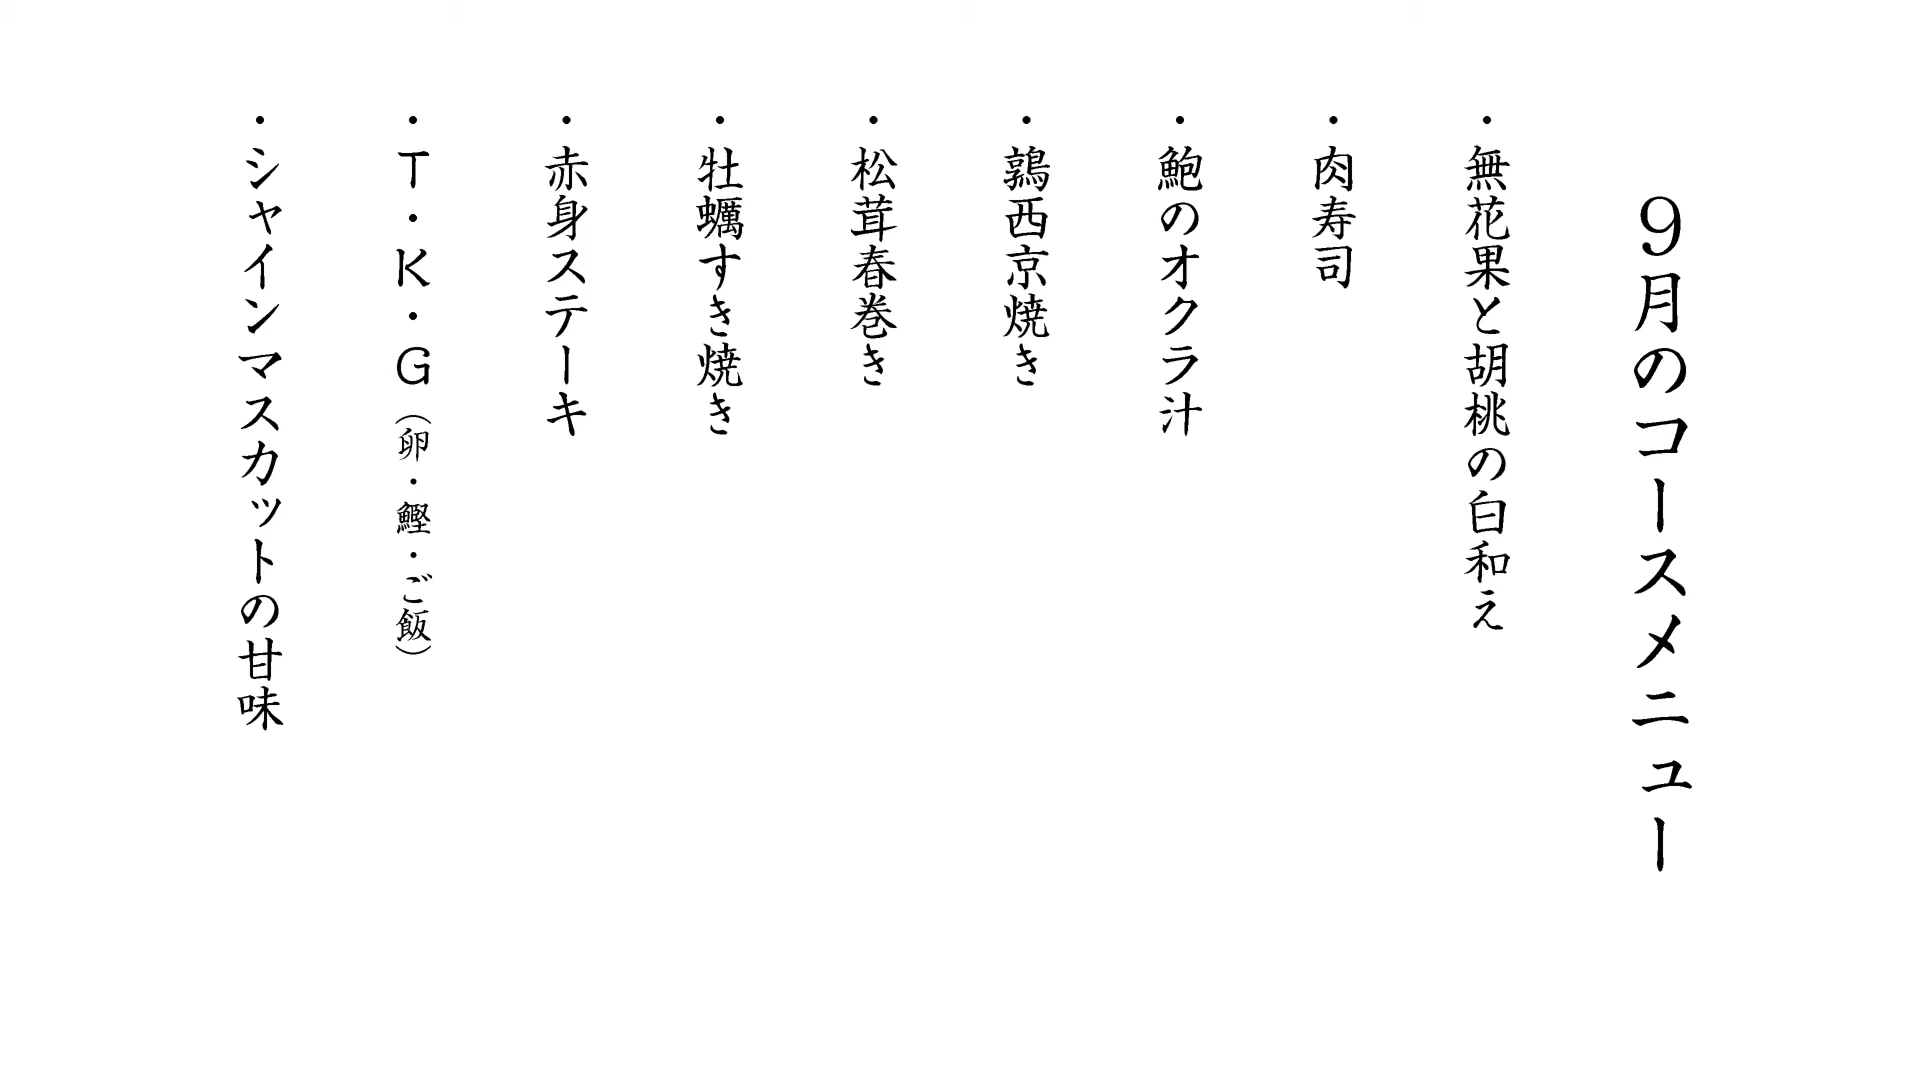 ９月のコースメニュー
・無花果と胡桃の白和え
・肉寿司
・鮑のオクラ汁
・鶉西京焼き
・松茸春巻き
・牡蠣すき焼き
・赤身ステーキ
・Ｔ・Ｋ・Ｇ（卵・鰹・ご飯）
・シャインマスカットの甘味